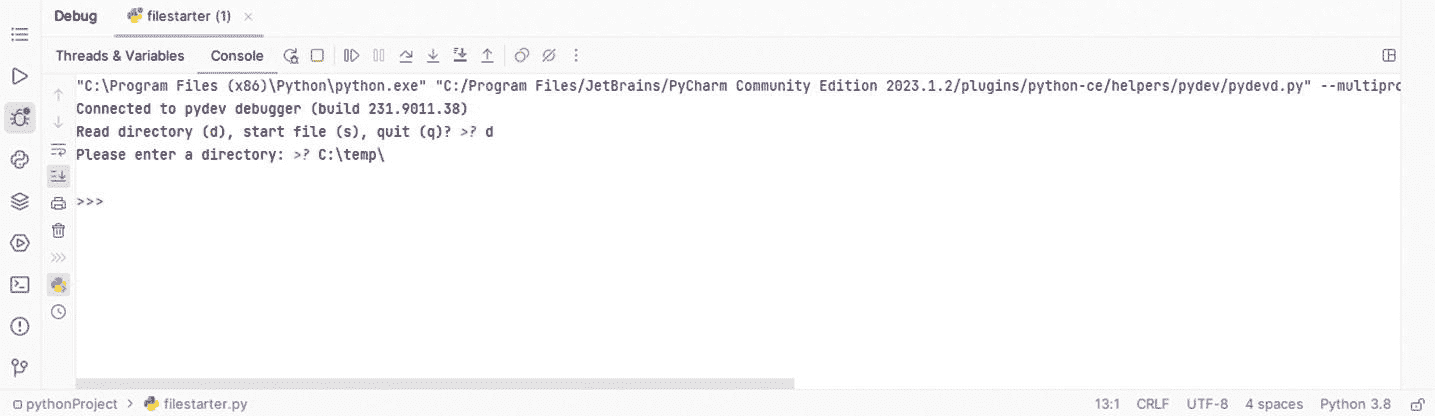 Debug filestarter (1)
Threads & Variables Console
"C:\Program Files (x86)\Python\python.exe" "C:/Program Files/JetBrains/PyCharm Community Edition 2023.1.2/plugins/python-ce/helpers/pydev/pydevd.py" --multipro
Connected to pydev debugger (build 231.9011.38)
Read directory (d), start file (s), quit (q)? >? d
Please enter a directory: >? C:\temp\
>>>
pythonProject > filestarter.py 13:1 CRLF UTF-8 4 spaces Python 3.8